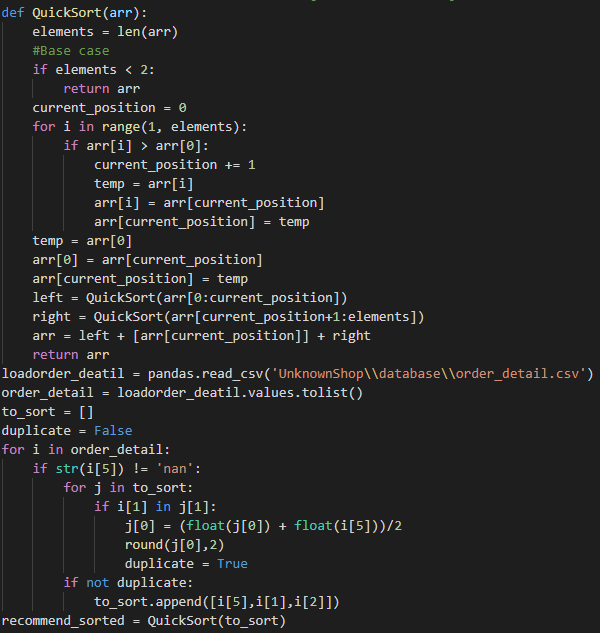 def QuickSort(arr):
    elements = len(arr)
    #Base case
    if elements < 2:
        return arr
    current_position = 0
    for i in range(1, elements):
        if arr[i] > arr[0]:
            current_position += 1
            temp = arr[i]
            arr[i] = arr[current_position]
            arr[current_position] = temp
    temp = arr[0]
    arr[0] = arr[current_position]
    arr[current_position] = temp
    left = QuickSort(arr[0:current_position])
    right = QuickSort(arr[current_position+1:elements])
    arr = left + [arr[current_position]] + right
    return arr
loadorder_deatil = pandas.read_csv('UnknownShop\\database\\order_detail.csv')
order_detail = loadorder_deatil.values.tolist()
to_sort = []
duplicate = False
for i in order_detail:
    if str(i[5]) != 'nan':
        for j in to_sort:
            if i[1] in j[1]:
                j[0] = (float(j[0]) + float(i[5]))/2
                round(j[0],2)
                duplicate = True
        if not duplicate:
            to_sort.append([i[5],i[1],i[2]])
recommend_sorted = QuickSort(to_sort)